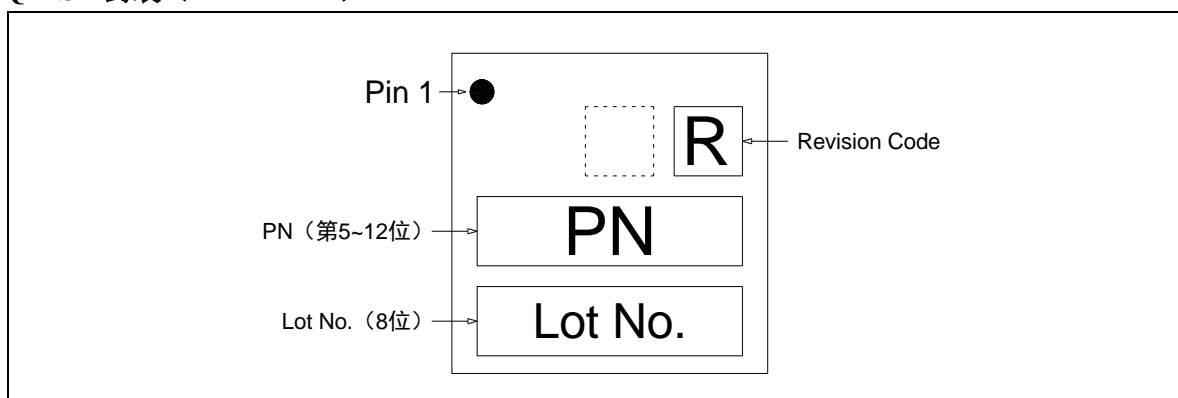 Pin 1
R
Revision Code
PN（第5~12位）
PN
Lot No.（8位）
Lot No.